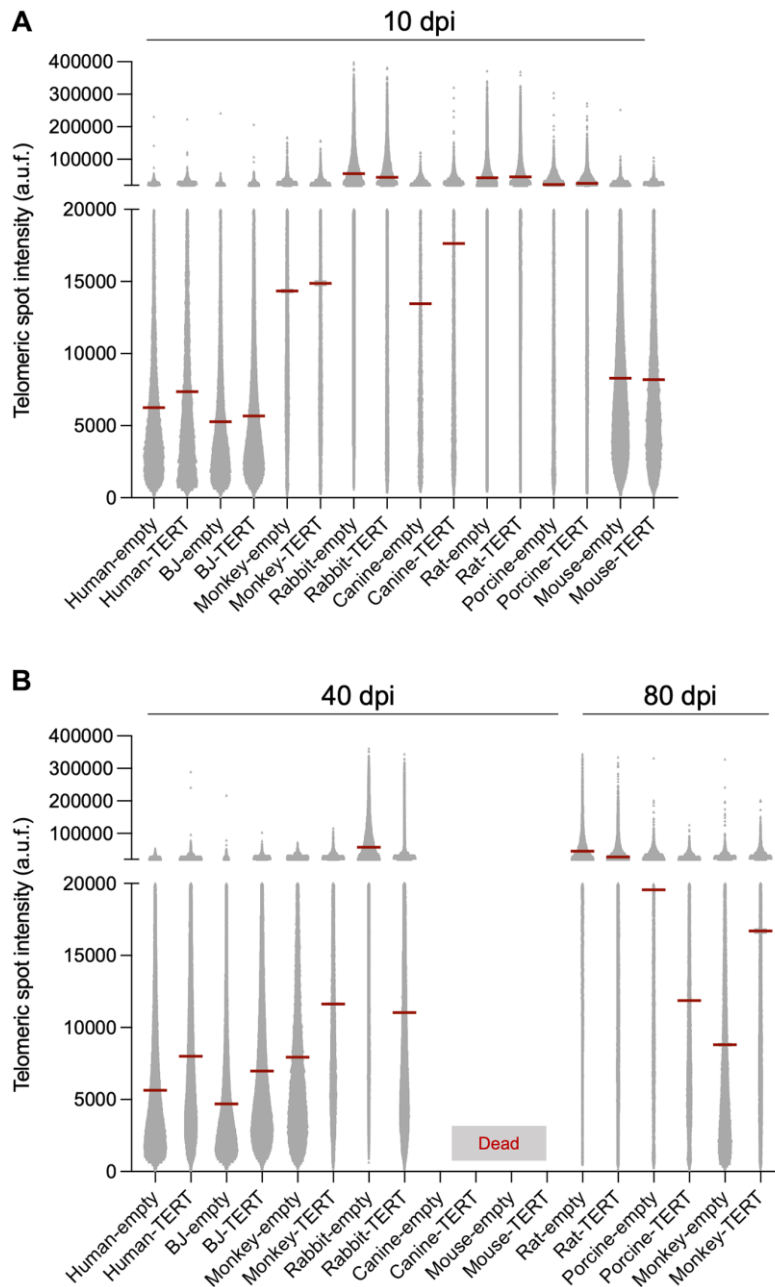 A
10 dpi
Telomeric spot intensity (a.u.f.)
400000
300000
200000
100000
20000
15000
10000
5000
0
Human-empty
Human-TERT
BJ-empty
BJ-TERT
Monkey-empty
Monkey-TERT
Rabbit-empty
Rabbit-TERT
Canine-empty
Canine-TERT
Rat-empty
Rat-TERT
Porcine-empty
Porcine-TERT
Mouse-empty
Mouse-TERT
B
40 dpi
80 dpi
Telomeric spot intensity (a.u.f.)
400000
300000
200000
100000
20000
15000
10000
5000
0
Dead
Human-empty
Human-TERT
BJ-empty
BJ-TERT
Monkey-empty
Monkey-TERT
Rabbit-empty
Rabbit-TERT
Canine-empty
Canine-TERT
Mouse-empty
Mouse-TERT
Rat-empty
Rat-TERT
Porcine-empty
Porcine-TERT
Monkey-empty
Monkey-TERT